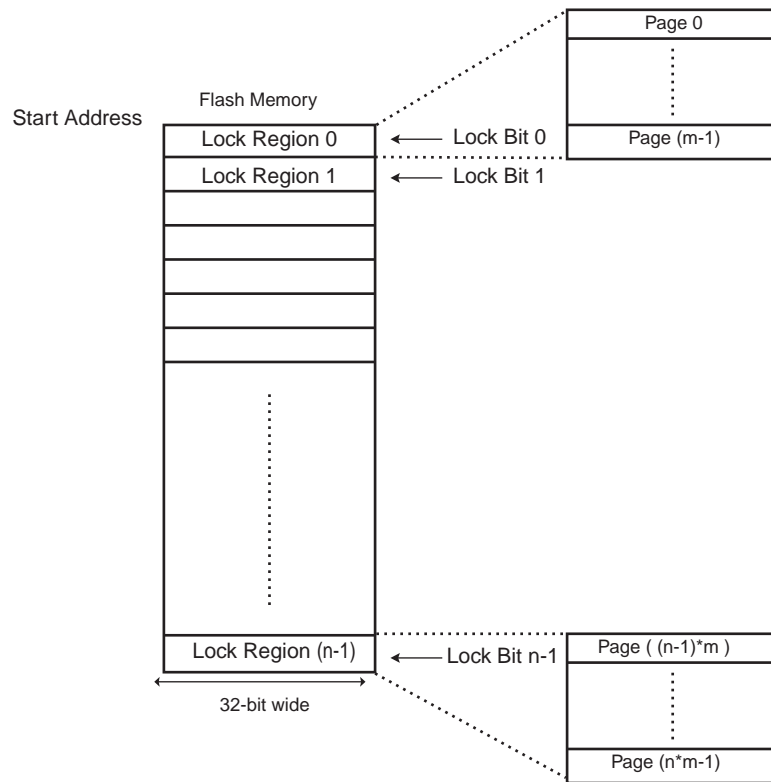 Page 0
Flash Memory
Start Address
Lock Region 0
Lock Bit 0
Page (m-1)
Lock Region 1
Lock Bit 1
Lock Region (n-1)
Lock Bit n-1
Page ( (n-1)*m )
32-bit wide
Page (n*m-1)